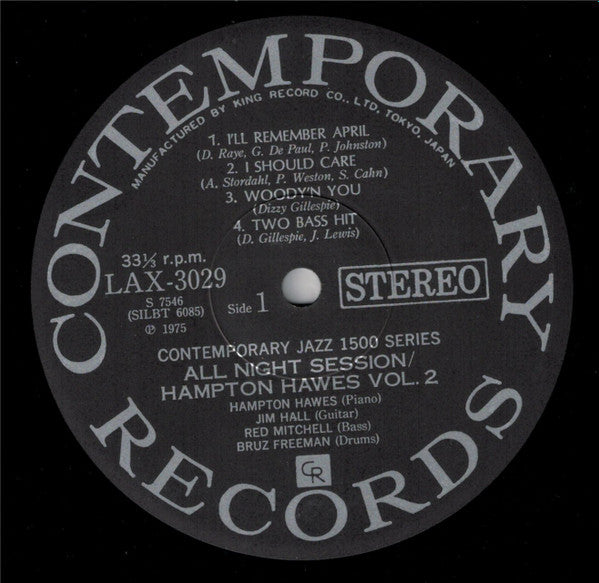 CONTEMPORARY
MANUFACTURED BY KING RECORD CO., LTD, TOKYO, JAPAN
1. I'LL REMEMBER APRIL
(D. Raye, G. De Paul, P. Johnston)
2. I SHOULD CARE
(A. Stordahl, P. Weston, S. Cahn)
3. WOODY'N YOU
(Dizzy Gillespie)
4. TWO BASS HIT
(D. Gillespie, J. Lewis)
33⅓ r.p.m.
LAX-3029
S 7546
(SILBT 6085)
℗ 1975
Side 1
STEREO
CONTEMPORARY JAZZ 1500 SERIES
ALL NIGHT SESSION/
HAMPTON HAWES VOL. 2
HAMPTON HAWES (Piano)
JIM HALL (Guitar)
RED MITCHELL (Bass)
BRUZ FREEMAN (Drums)
CR
RECORDS